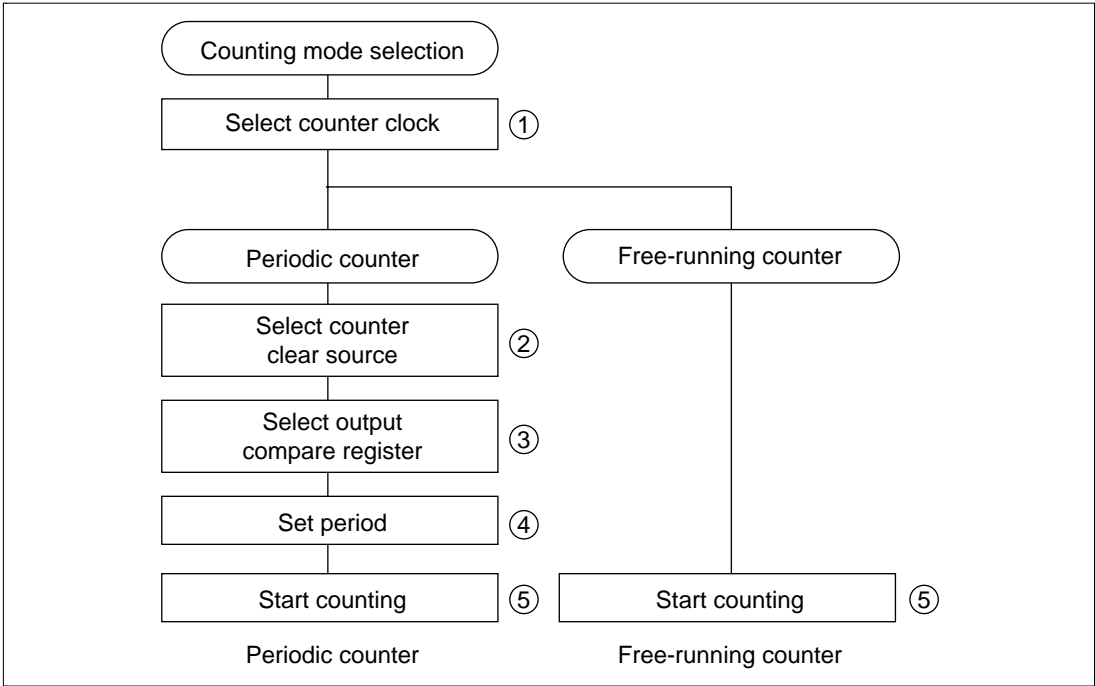 Counting mode selection
Select counter clock ①
Periodic counter
Free-running counter
Select counter
clear source ②
Select output
compare register ③
Set period ④
Start counting ⑤
Start counting ⑤
Periodic counter
Free-running counter